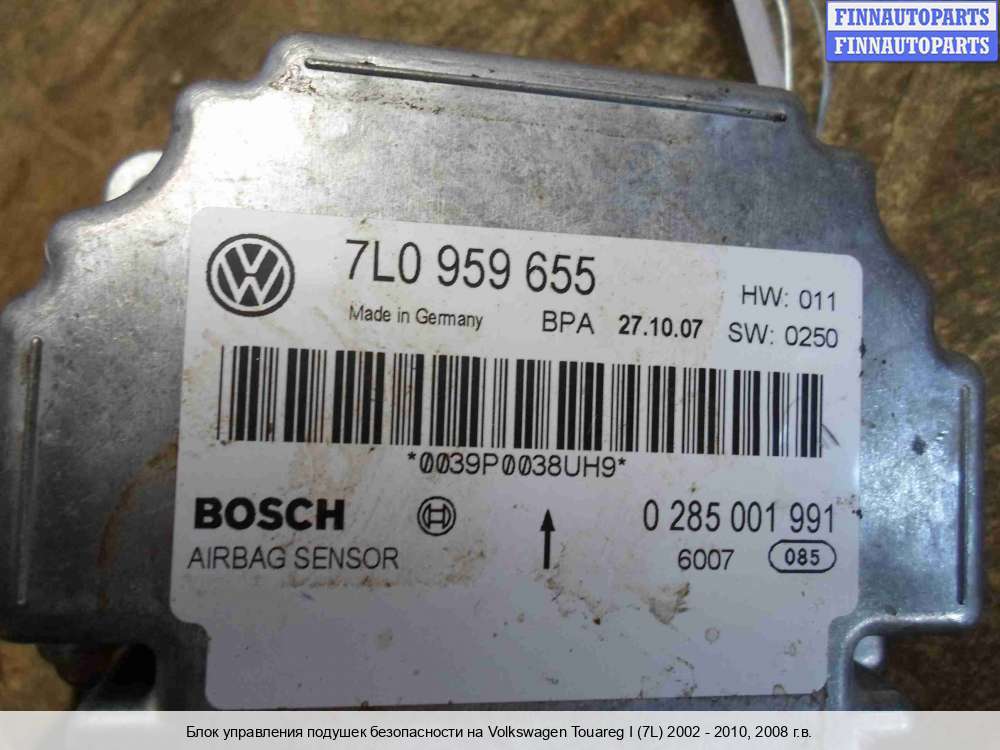 FINNAUTOPARTS
FINNAUTOPARTS
VW
7L0 959 655
HW: 011
Made in Germany BPA 27.10.07 SW: 0250
*0039P0038UH9*
BOSCH 0 285 001 991
AIRBAG SENSOR 6007 085
Блок управления подушек безопасности на Volkswagen Touareg I (7L) 2002 - 2010, 2008 г.в.